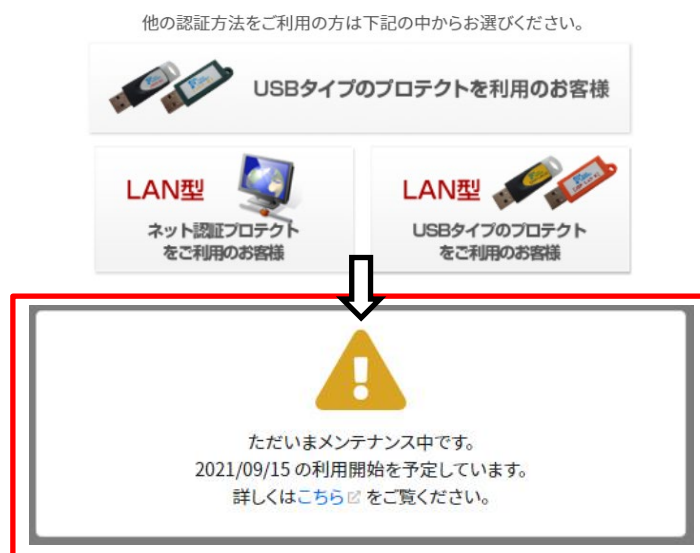 他の認証方法をご利用の方は下記の中からお選びください。
USBタイプのプロテクトを利用のお客様
LAN型
ネット認証プロテクト
をご利用のお客様
LAN型
USBタイプのプロテクト
をご利用のお客様
ただいまメンテナンス中です。
2021/09/15 の利用開始を予定しています。
詳しくはこちら をご覧ください。